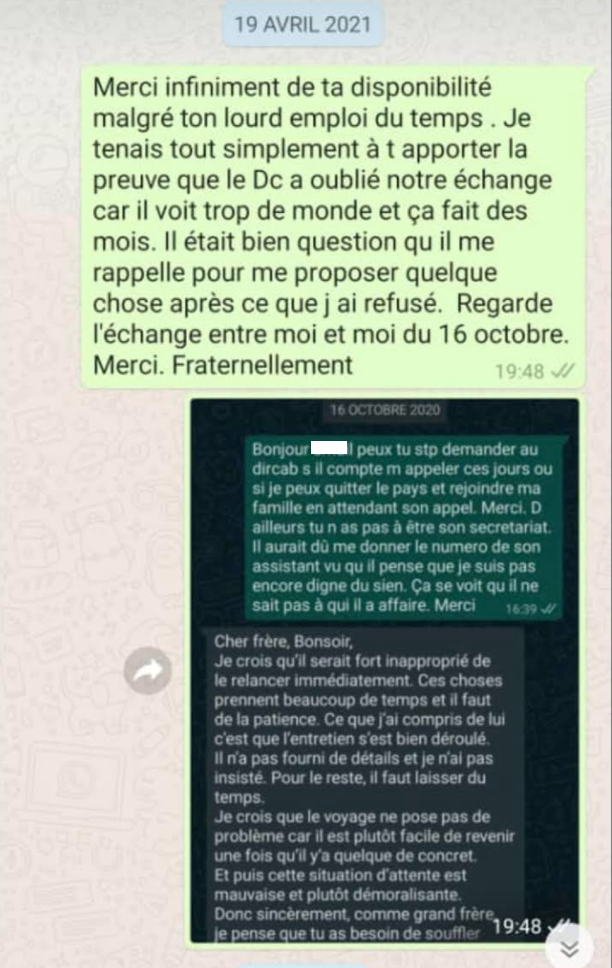 19 AVRIL 2021
Merci infiniment de ta disponibilité
malgré ton lourd emploi du temps . Je
tenais tout simplement à t apporter la
preuve que le Dc a oublié notre échange
car il voit trop de monde et ça fait des
mois. Il était bien question qu il me
rappelle pour me proposer quelque
chose après ce que j ai refusé. Regarde
l'échange entre moi et moi du 16 octobre.
Merci. Fraternellement
19:48
16 OCTOBRE 2020
Bonjour l peux tu stp demander au
dircab s il compte m appeler ces jours ou
si je peux quitter le pays et rejoindre ma
famille en attendant son appel. Merci. D
ailleurs tu n as pas à être son secretariat.
Il aurait dû me donner le numero de son
assistant vu qu il pense que je suis pas
encore digne du sien. Ça se voit qu il ne
sait pas à qui il a affaire. Merci 16:39
Cher frère, Bonsoir,
Je crois qu'il serait fort inapproprié de
le relancer immédiatement. Ces choses
prennent beaucoup de temps et il faut
de la patience. Ce que j'ai compris de lui
c'est que l'entretien s'est bien déroulé.
Il n'a pas fourni de détails et je n'ai pas
insisté. Pour le reste, il faut laisser du
temps.
Je crois que le voyage ne pose pas de
problème car il est plutôt facile de revenir
une fois qu'il y'a quelque de concret.
Et puis cette situation d'attente est
mauvaise et plutôt démoralisante.
Donc sincèrement, comme grand frère,
je pense que tu as besoin de souffler
19:48